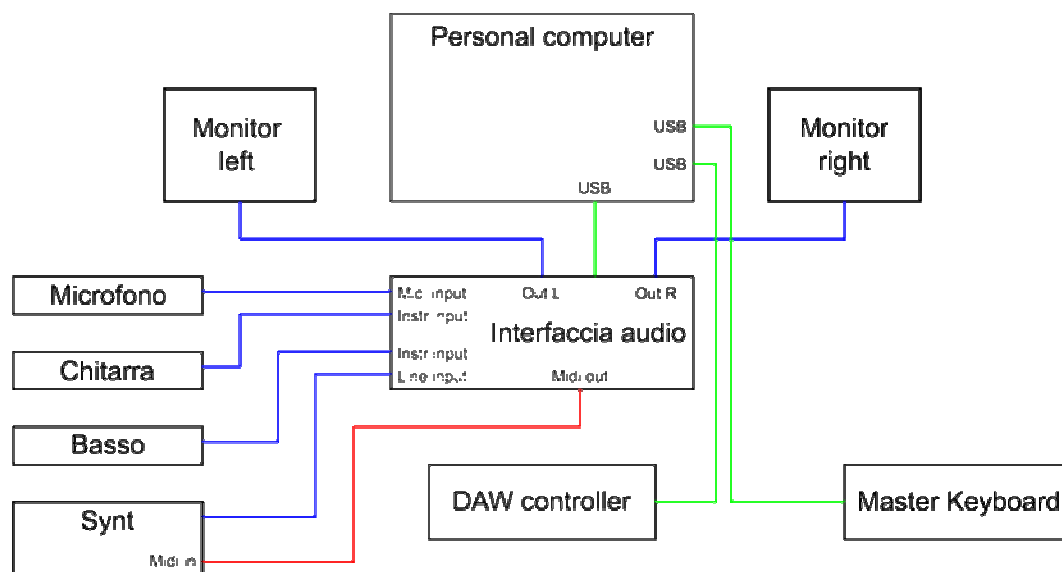 Personal computer
Monitor
left
USB
USB
USB
Monitor
right
Microfono
Chitarra
Basso
Synt
Midi in
Mic input
Instr input
Instr input
Line input
Out L
Out R
Interfaccia audio
Midi out
DAW controller
Master Keyboard